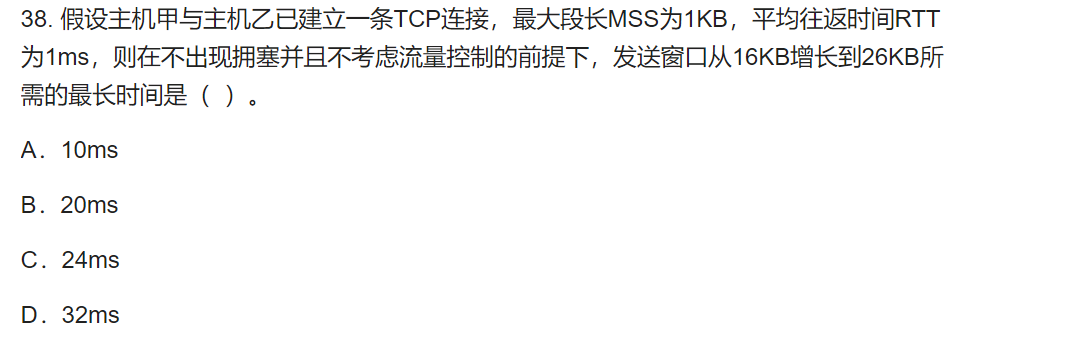 38. 假设主机甲与主机乙已建立一条TCP连接，最大段长MSS为1KB，平均往返时间RTT
为1ms，则在不出现拥塞并且不考虑流量控制的前提下，发送窗口从16KB增长到26KB所
需的最长时间是（ ）。
A．10ms
B．20ms
C．24ms
D．32ms